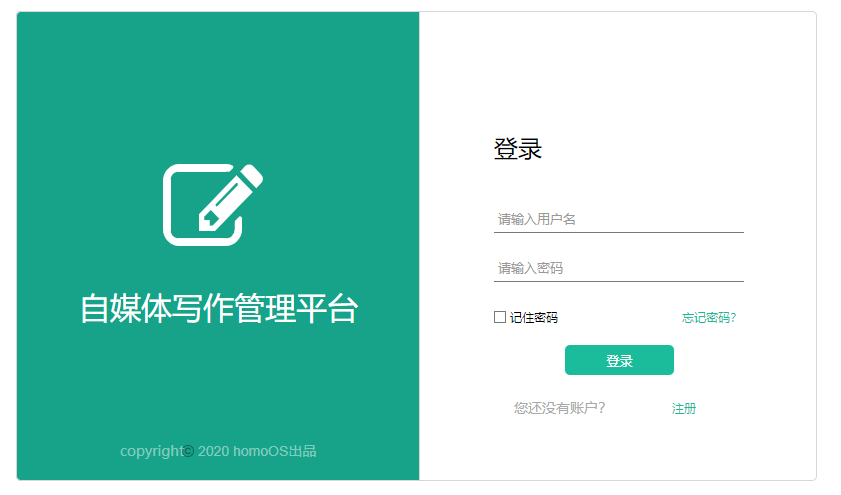 自媒体写作管理平台
copyright© 2020 homoOS出品
登录
请输入用户名
请输入密码
记住密码 忘记密码？
登录
您还没有账户？ 注册